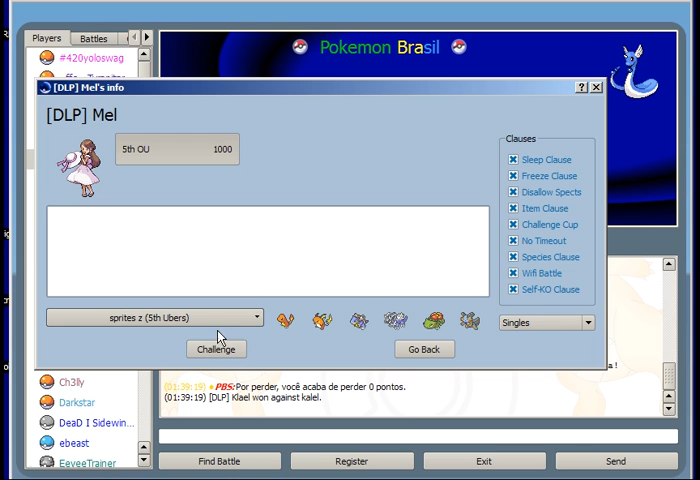 Players
Battles
Pokemon Brasil
#420yoloswag
[DLP] Mel's info
[DLP] Mel
5th OU 1000
Clauses
Sleep Clause
Freeze Clause
Disallow Spects
Item Clause
Challenge Cup
No Timeout
Species Clause
Wifi Battle
Self-KO Clause
sprites z (5th Ubers)
Singles
Challenge
Go Back
Ch3lly
Darkstar
DeaD I Sidewin...
ebeast
EeveeTrainer
(01:39:19) ●PBS:Por perder, você acaba de perder 0 pontos.
(01:39:19) [DLP] Klael won against kalel.
Find Battle
Register
Exit
Send